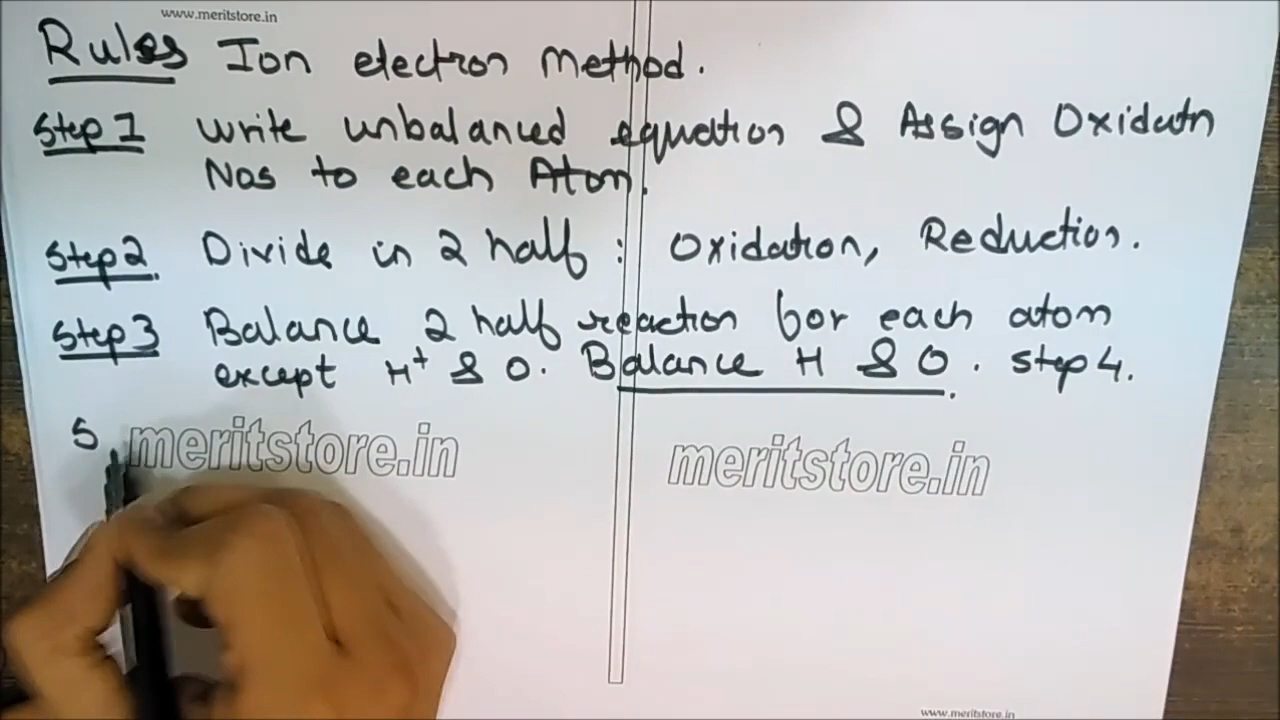 www.meritstore.in
Rules Ion electron Method.
Step 1 Write unbalanced equation & Assign Oxidatn
Nos to each Atom.
Step 2. Divide in 2 half : Oxidation, Reduction.
Step 3 Balance 2 half reaction for each atom
except H+ & O. Balance H & O. Step 4.
S
meritstore.in meritstore.in
www.meritstore.in